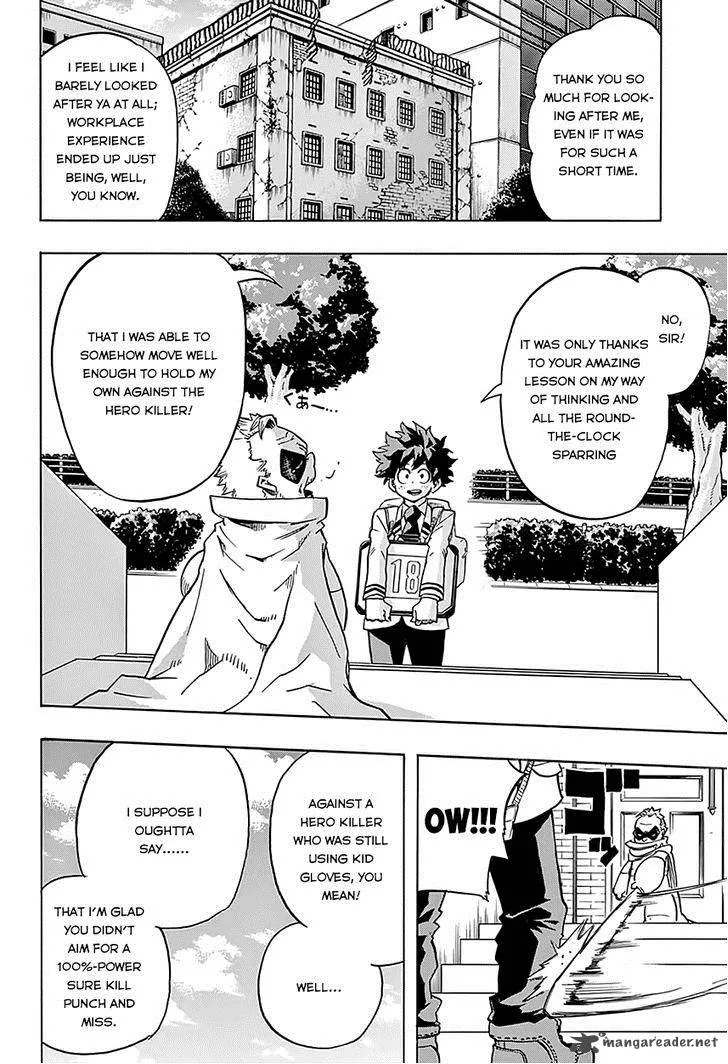 THANK YOU SO
MUCH FOR LOOK-
ING AFTER ME,
EVEN IF IT WAS
FOR SUCH A
SHORT TIME.
I FEEL LIKE I
BARELY LOOKED
AFTER YA AT ALL;
WORKPLACE
EXPERIENCE
ENDED UP JUST
BEING, WELL,
YOU KNOW.
NO,
SIR!
IT WAS ONLY THANKS
TO YOUR AMAZING
LESSON ON MY WAY
OF THINKING AND
ALL THE ROUND-
THE-CLOCK
SPARRING
THAT I WAS ABLE TO
SOMEHOW MOVE WELL
ENOUGH TO HOLD MY
OWN AGAINST THE
HERO KILLER!
くぁー…
18
OW!!!
ゴッ
AGAINST A
HERO KILLER
WHO WAS STILL
USING KID
GLOVES, YOU
MEAN!
WELL...
I SUPPOSE I
OUGHTTA
SAY......
THAT I'M GLAD
YOU DIDN'T
AIM FOR A
100%-POWER
SURE KILL
PUNCH AND
MISS.
mangareader.net